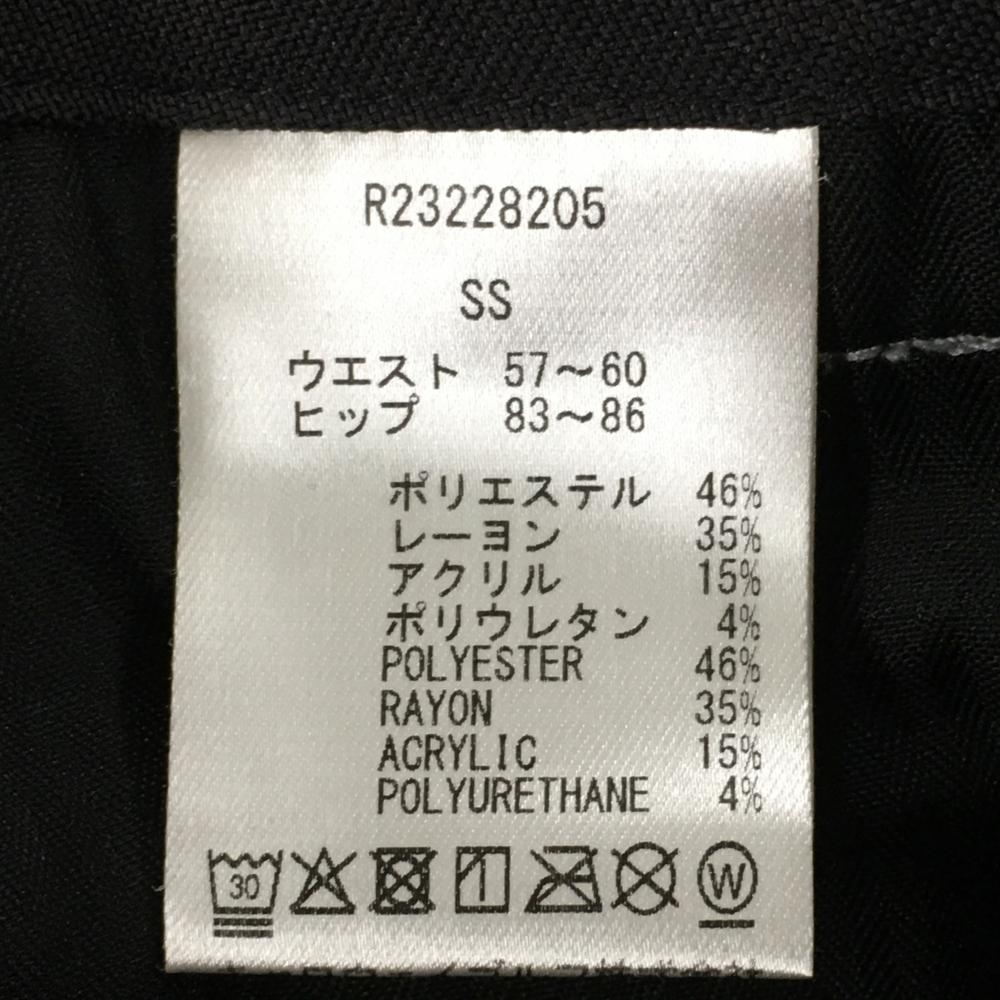 R23228205
SS
ウエスト 57～60
ヒップ 83～86
ポリエステル 46%
レーヨン 35%
アクリル 15%
ポリウレタン 4%
POLYESTER 46%
RAYON 35%
ACRYLIC 15%
POLYURETHANE 4%
30 W